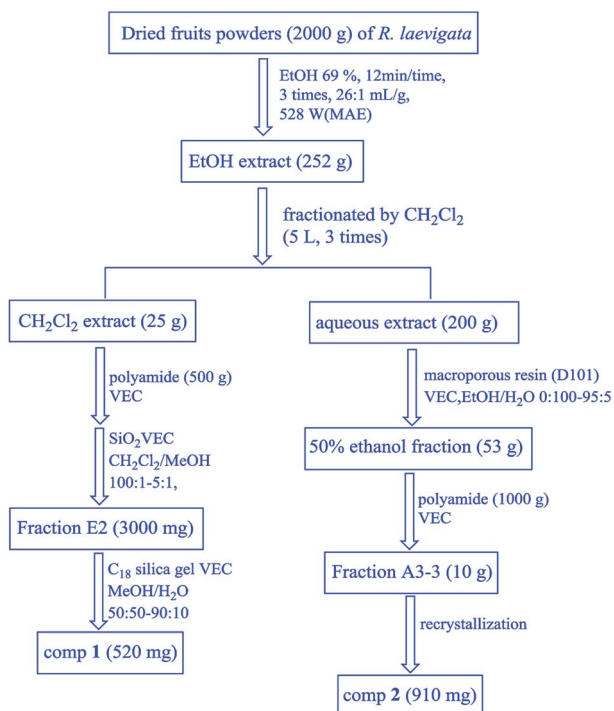 Dried fruits powders (2000 g) of R. laevigata
EtOH 69 %, 12min/time,
3 times, 26:1 mL/g,
528 W(MAE)
EtOH extract (252 g)
fractionated by CH₂Cl₂
(5 L, 3 times)
CH₂Cl₂ extract (25 g)
polyamide (500 g)
VEC
SiO₂VEC
CH₂Cl₂/MeOH
100:1-5:1,
Fraction E2 (3000 mg)
C₁₈ silica gel VEC
MeOH/H₂O
50:50-90:10
comp 1 (520 mg)
aqueous extract (200 g)
macroporous resin (D101)
VEC,EtOH/H₂O 0:100-95:5
50% ethanol fraction (53 g)
polyamide (1000 g)
VEC
Fraction A3-3 (10 g)
recrystallization
comp 2 (910 mg)